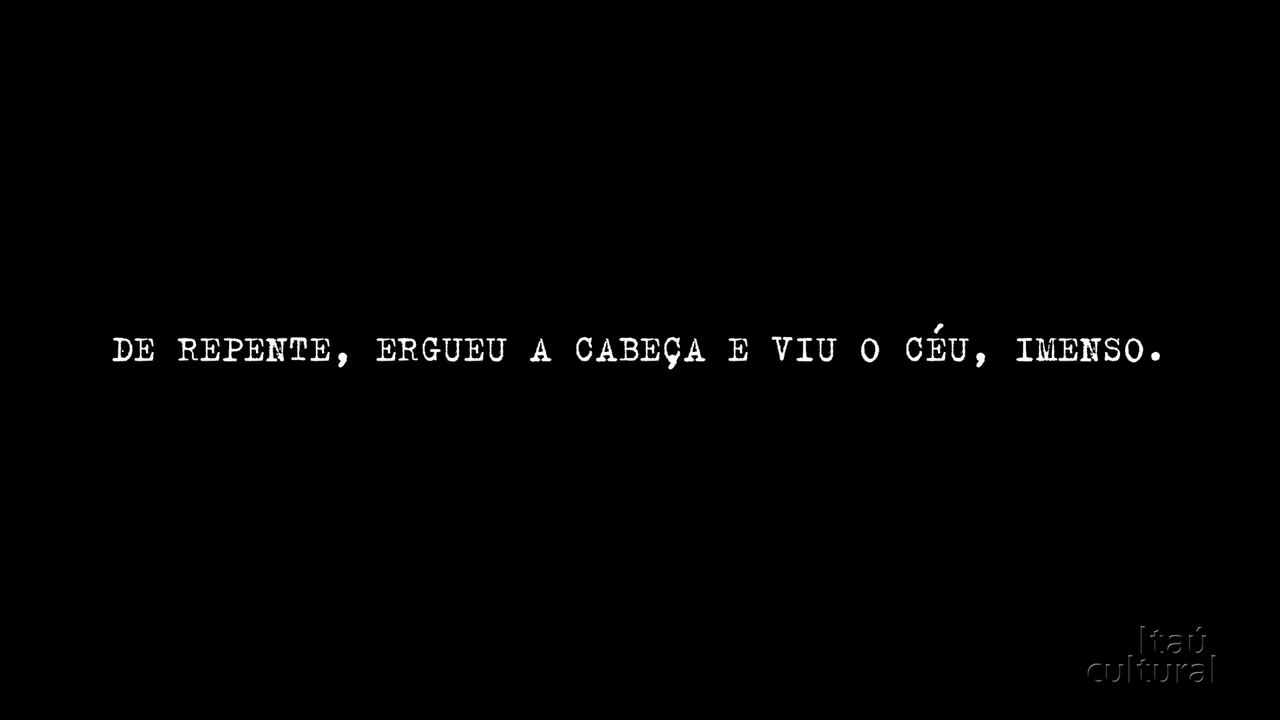 DE REPENTE, ERGUEU A CABEÇA E VIU O CÉU, IMENSO.
Itaú
cultural